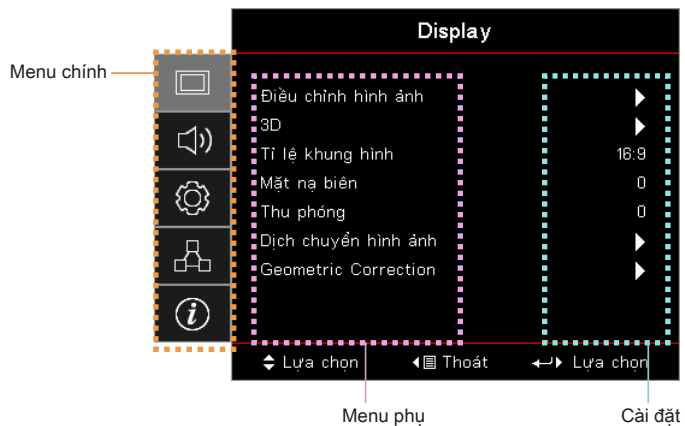 Display
Menu chính
Điều chỉnh hình ảnh
3D
Tỉ lệ khung hình 16:9
Mặt nạ biên 0
Thu phóng 0
Dịch chuyển hình ảnh
Geometric Correction
i
Lựa chọn Thoát Lựa chọn
Menu phụ Cài đặt